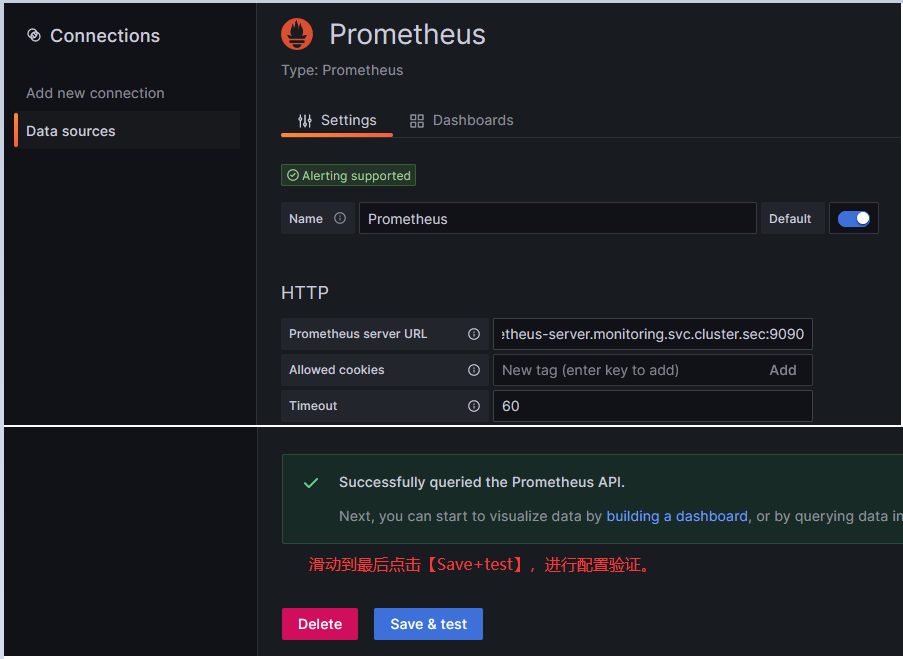 Connections
Add new connection
Data sources
Prometheus
Type: Prometheus
Settings Dashboards
Alerting supported
Name Prometheus Default
HTTP
Prometheus server URL etheus-server.monitoring.svc.cluster.sec:9090
Allowed cookies New tag (enter key to add) Add
Timeout 60
Successfully queried the Prometheus API.
Next, you can start to visualize data by building a dashboard, or by querying data in
滑动到最后点击【Save+test】，进行配置验证。
Delete Save & test